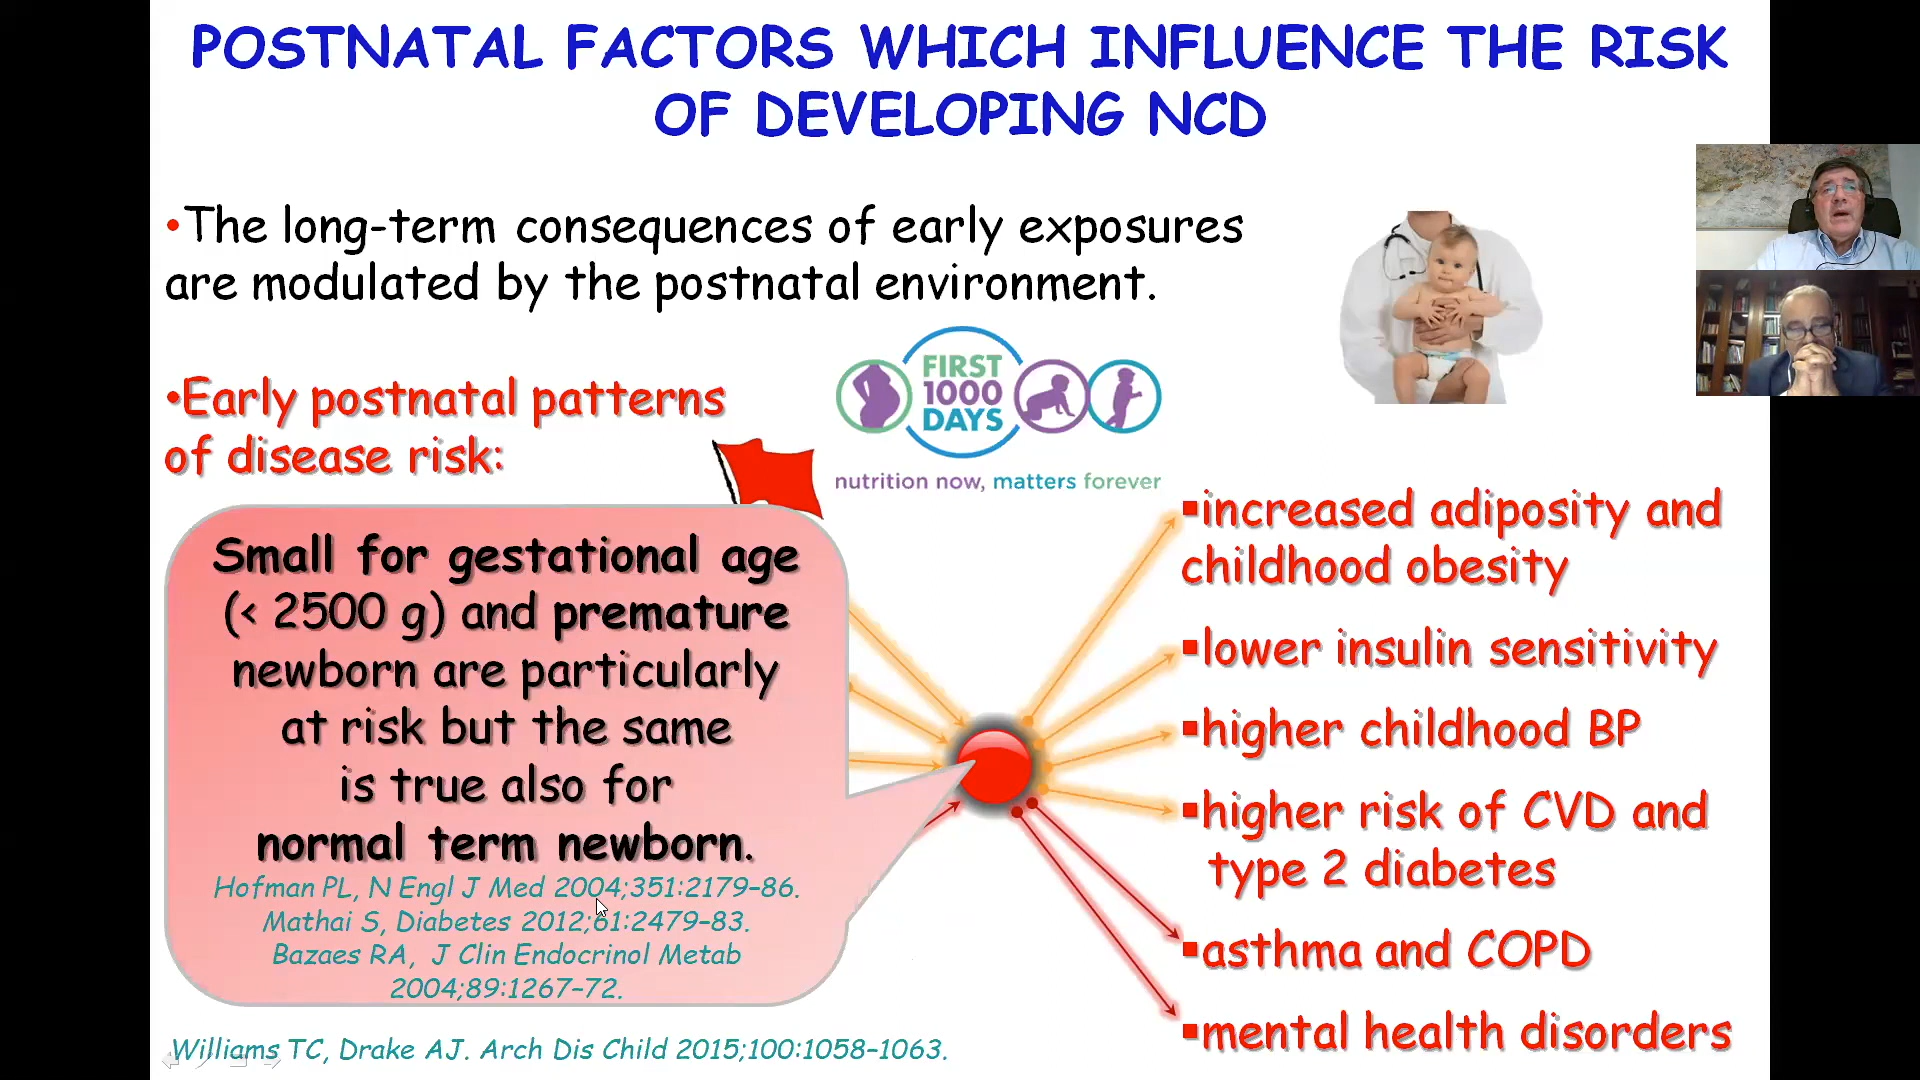 POSTNATAL FACTORS WHICH INFLUENCE THE RISK
OF DEVELOPING NCD
•The long-term consequences of early exposures
are modulated by the postnatal environment.
•Early postnatal patterns
of disease risk:
FIRST
1000
DAYS
nutrition now, matters forever
Small for gestational age
(< 2500 g) and premature
newborn are particularly
at risk but the same
is true also for
normal term newborn.
Hofman PL, N Engl J Med 2004;351:2179–86.
Mathai S, Diabetes 2012;61:2479–83.
Bazaes RA, J Clin Endocrinol Metab
2004;89:1267–72.
▪increased adiposity and
childhood obesity
▪lower insulin sensitivity
▪higher childhood BP
▪higher risk of CVD and
type 2 diabetes
▪asthma and COPD
▪mental health disorders
Williams TC, Drake AJ. Arch Dis Child 2015;100:1058–1063.